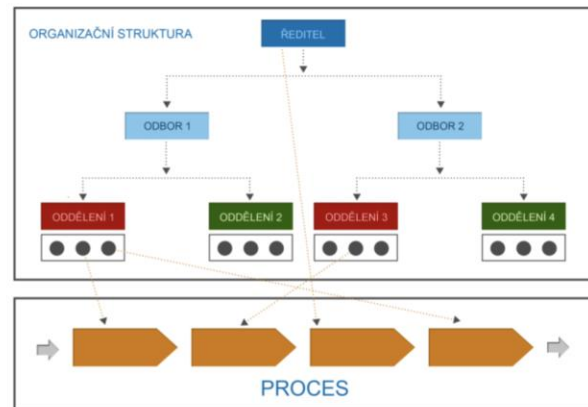 ORGANIZAČNÍ STRUKTURA
ŘEDITEL
ODBOR 1
ODBOR 2
ODDĚLENÍ 1
ODDĚLENÍ 2
ODDĚLENÍ 3
ODDĚLENÍ 4
PROCES